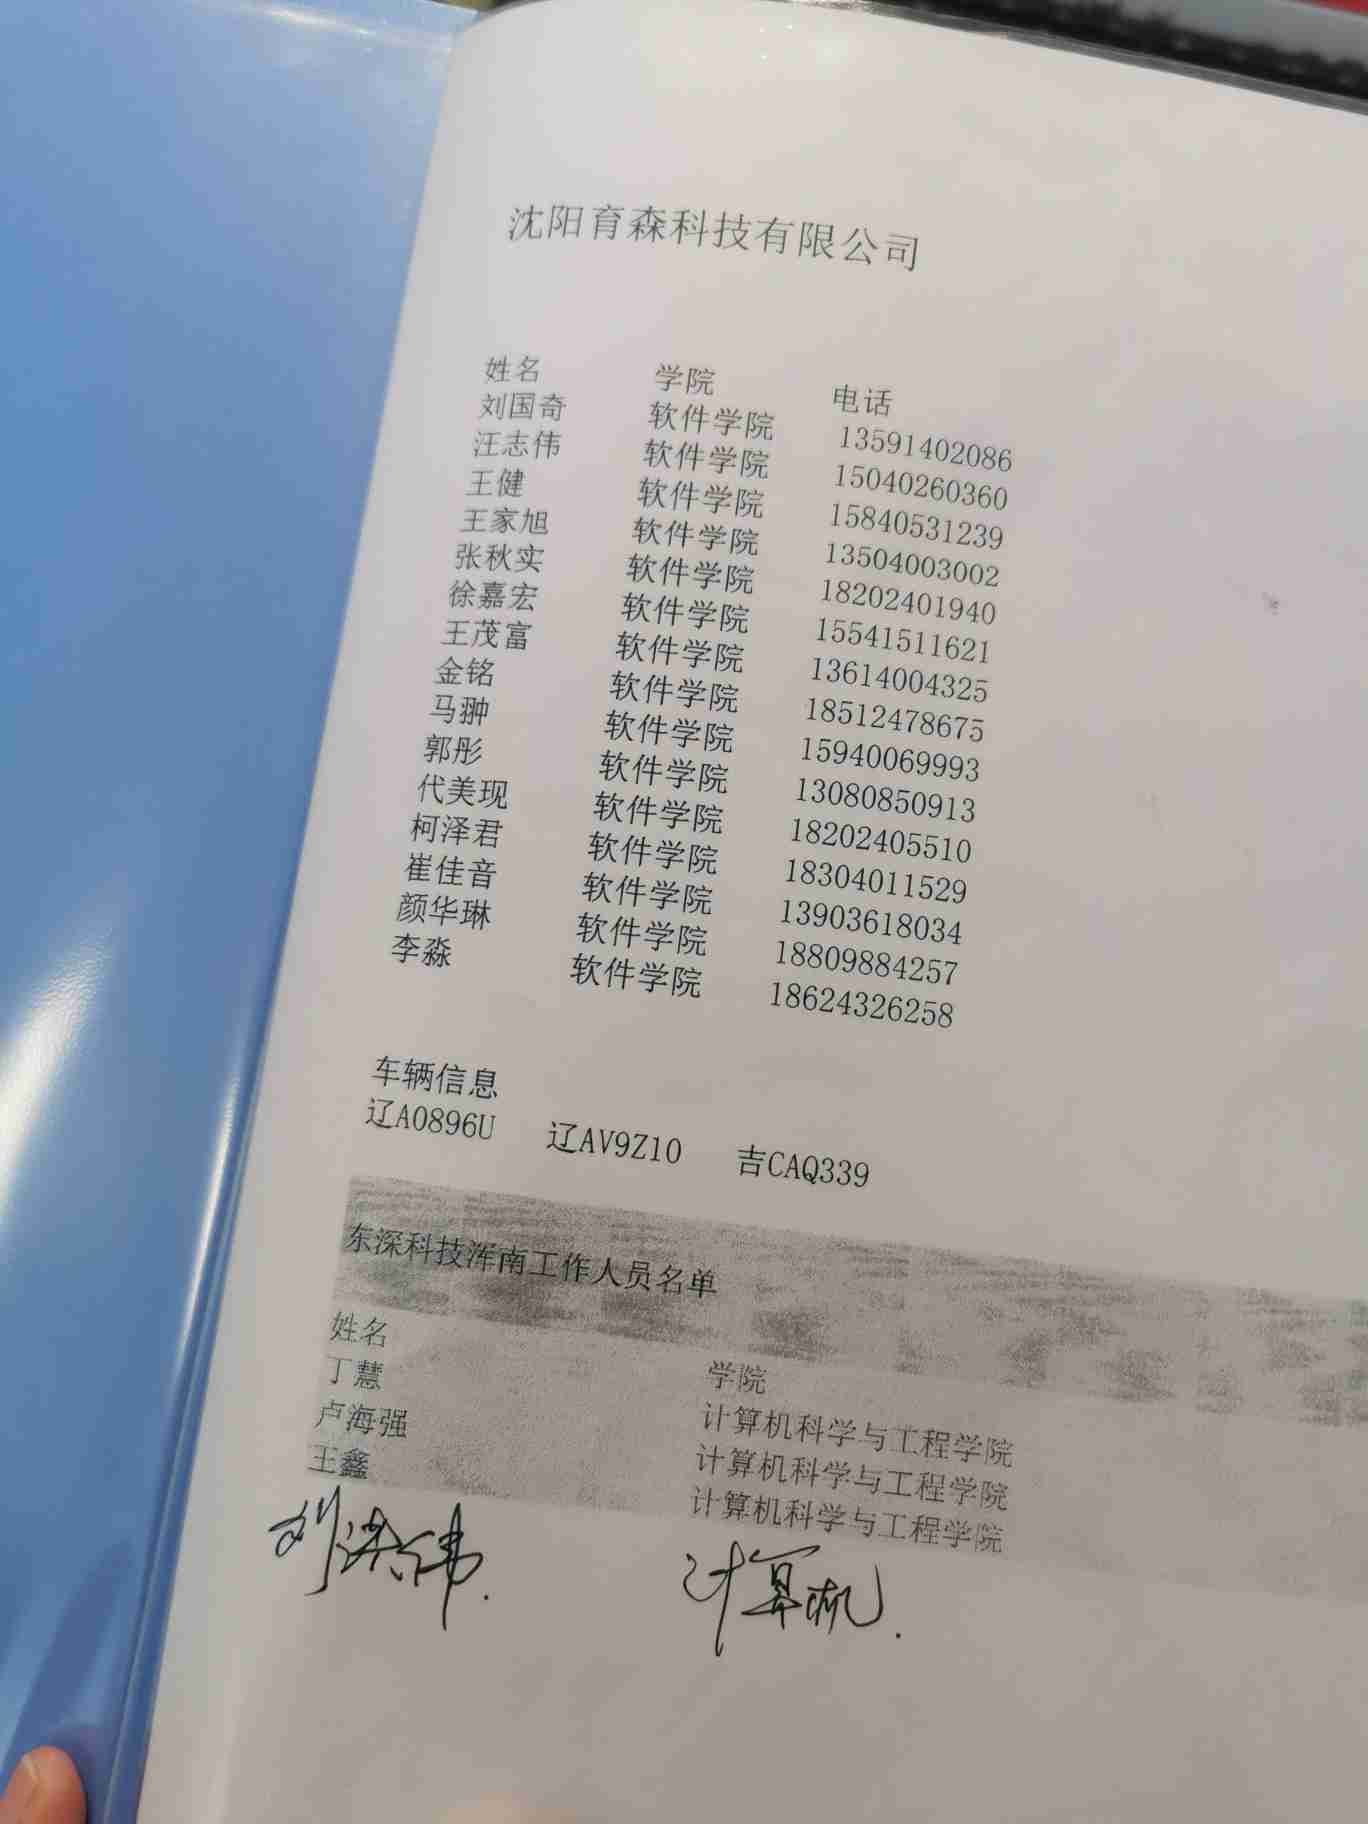 沈阳育森科技有限公司
姓名 学院 电话
刘国奇 软件学院 13591402086
汪志伟 软件学院 15040260360
王健 软件学院 15840531239
王家旭 软件学院 13504003002
张秋实 软件学院 18202401940
徐嘉宏 软件学院 15541511621
王茂富 软件学院 13614004325
金铭 软件学院 18512478675
马翀 软件学院 15940069993
郭彤 软件学院 13080850913
代美现 软件学院 18202405510
柯泽君 软件学院 18304011529
崔佳音 软件学院 13903618034
颜华琳 软件学院 18809884257
李淼 软件学院 18624326258
车辆信息
辽A0896U 辽AV9Z10 吉CAQ339
东深科技浑南工作人员名单
姓名 学院
丁慧 计算机科学与工程学院
卢海强 计算机科学与工程学院
王鑫 计算机科学与工程学院
刘洪伟. 计算机.